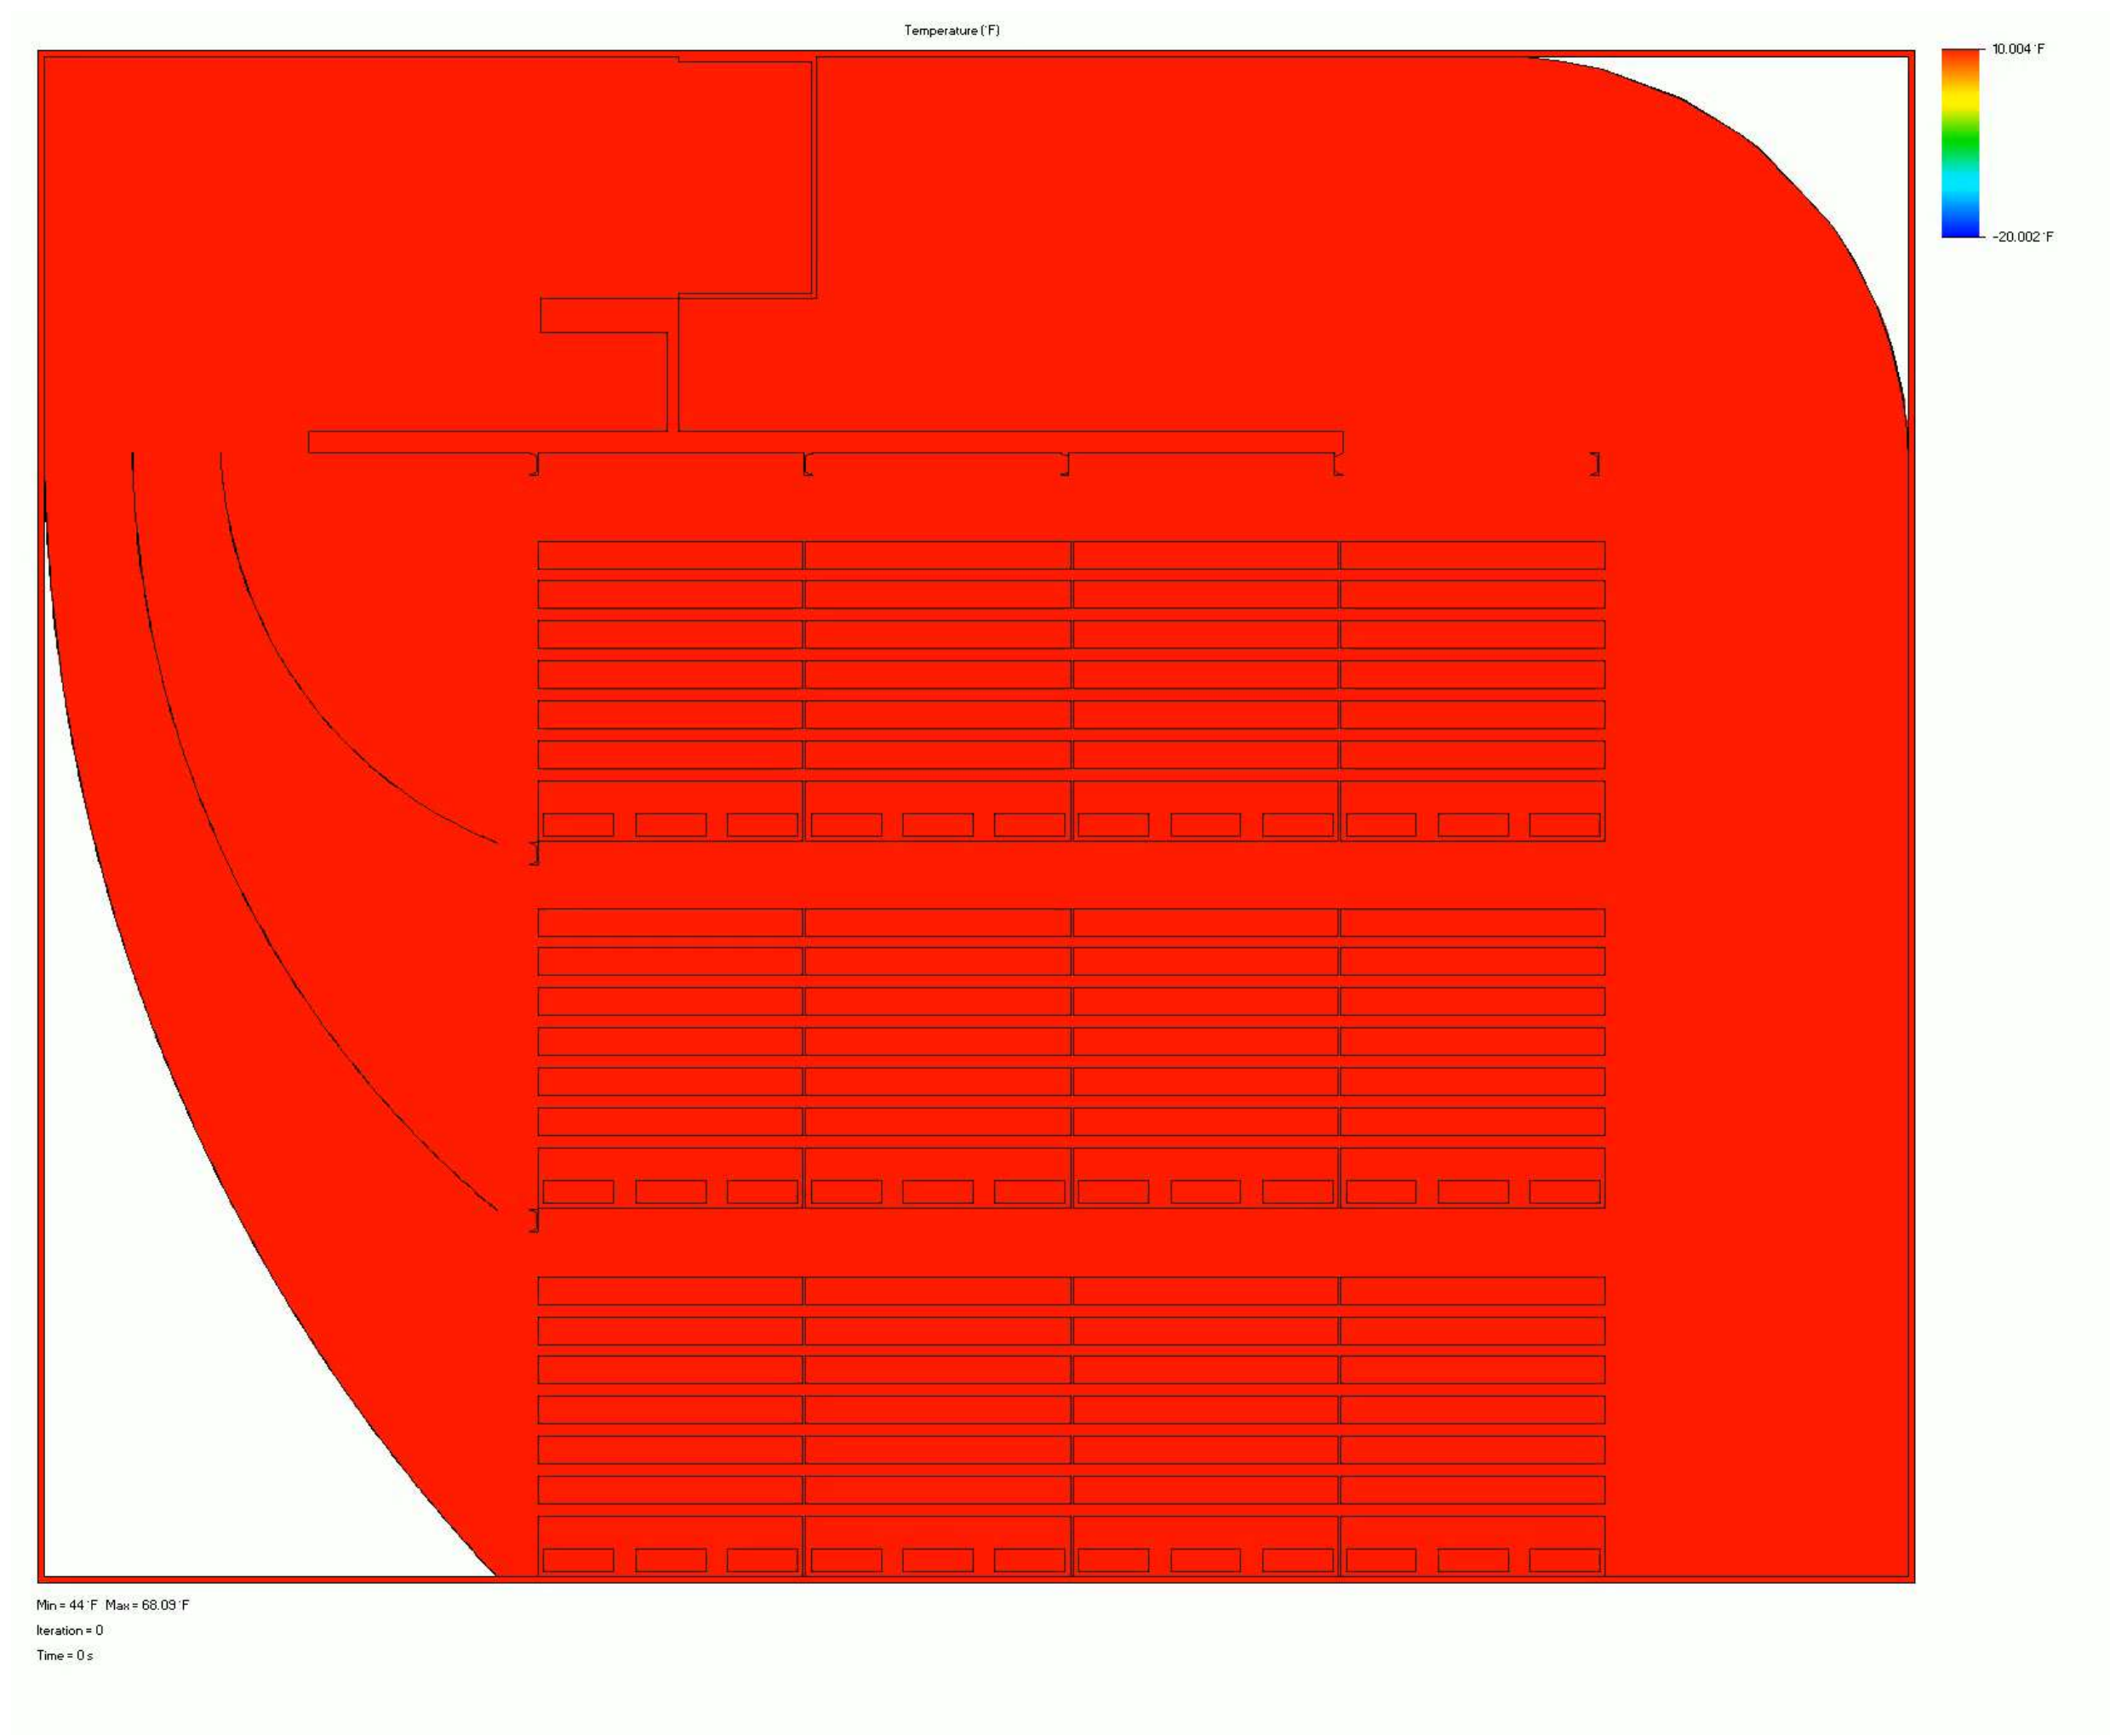 Temperature (°F)
10.004 °F
-20.002 °F
Min = 44 °F Max = 68.09 °F
Iteration = 0
Time = 0 s